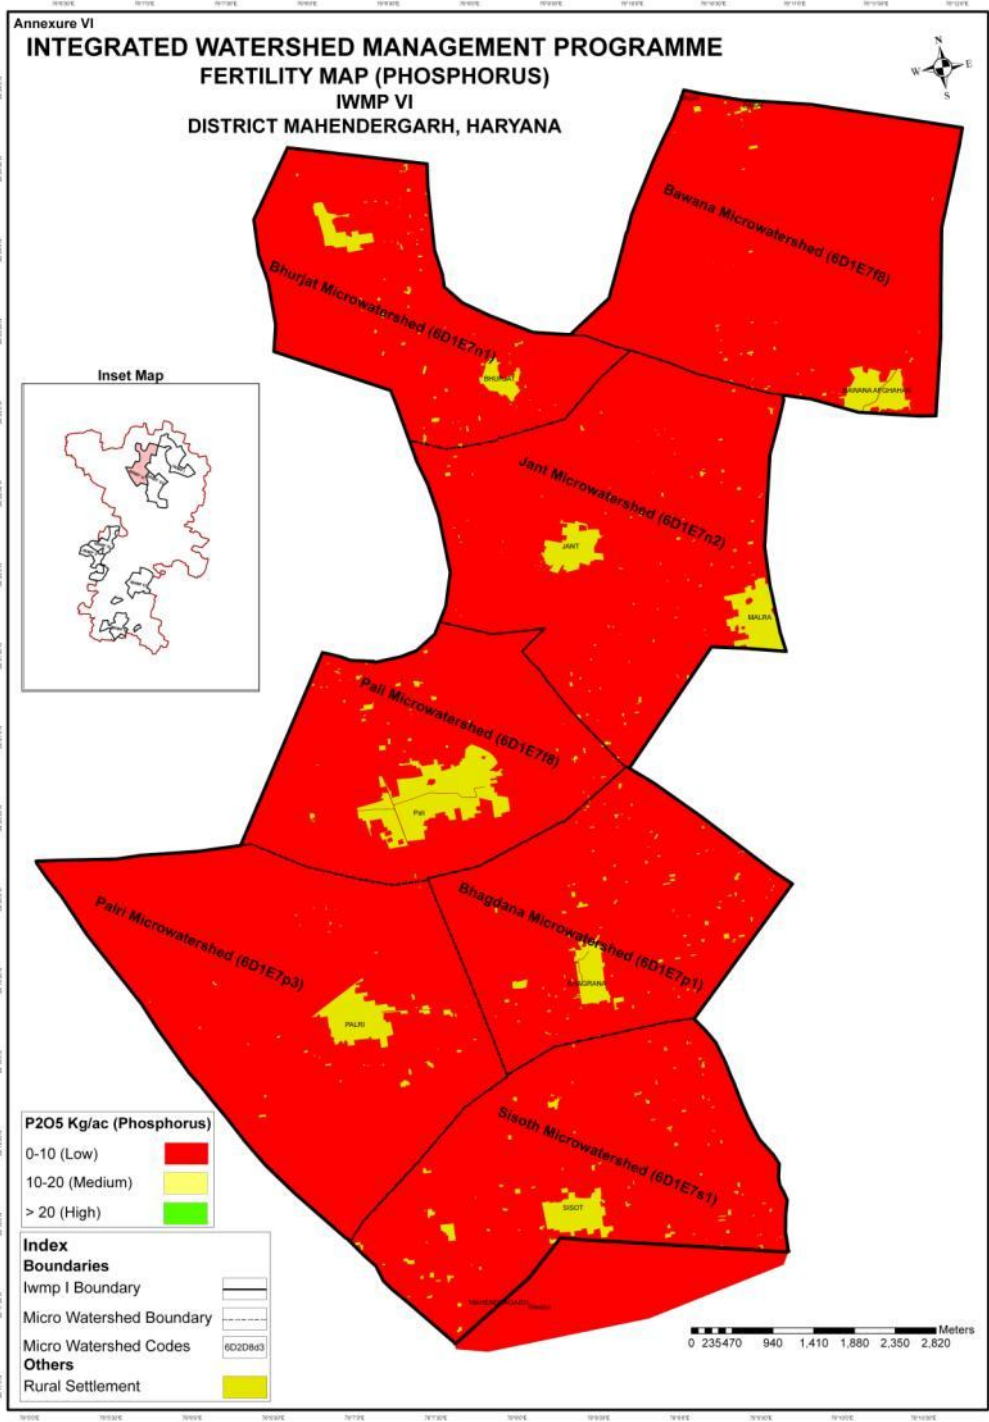 Annexure VI
INTEGRATED WATERSHED MANAGEMENT PROGRAMME
FERTILITY MAP (PHOSPHORUS)
IWMP VI
DISTRICT MAHENDERGARH, HARYANA
N
W E
S
Bawana Microwatershed (6D1E7f8)
Bhurjat Microwatershed (6D1E7n1)
BHURJAT
BAWANA AFGHAHAN
Inset Map
Jant Microwatershed (6D1E7n2)
JANT
MALRA
Pali Microwatershed (6D1E7f8)
Pali
Bhagdana Microwatershed (6D1E7p1)
BHAGRANA
Palri Microwatershed (6D1E7p3)
PALRI
Sisoth Microwatershed (6D1E7s1)
SISOT
P2O5 Kg/ac (Phosphorus)
0-10 (Low)
10-20 (Medium)
> 20 (High)
Index
Boundaries
Iwmp I Boundary
Micro Watershed Boundary
Micro Watershed Codes 6D2D8d3
Others
Rural Settlement
Meters
0 235470 940 1,410 1,880 2,350 2,820